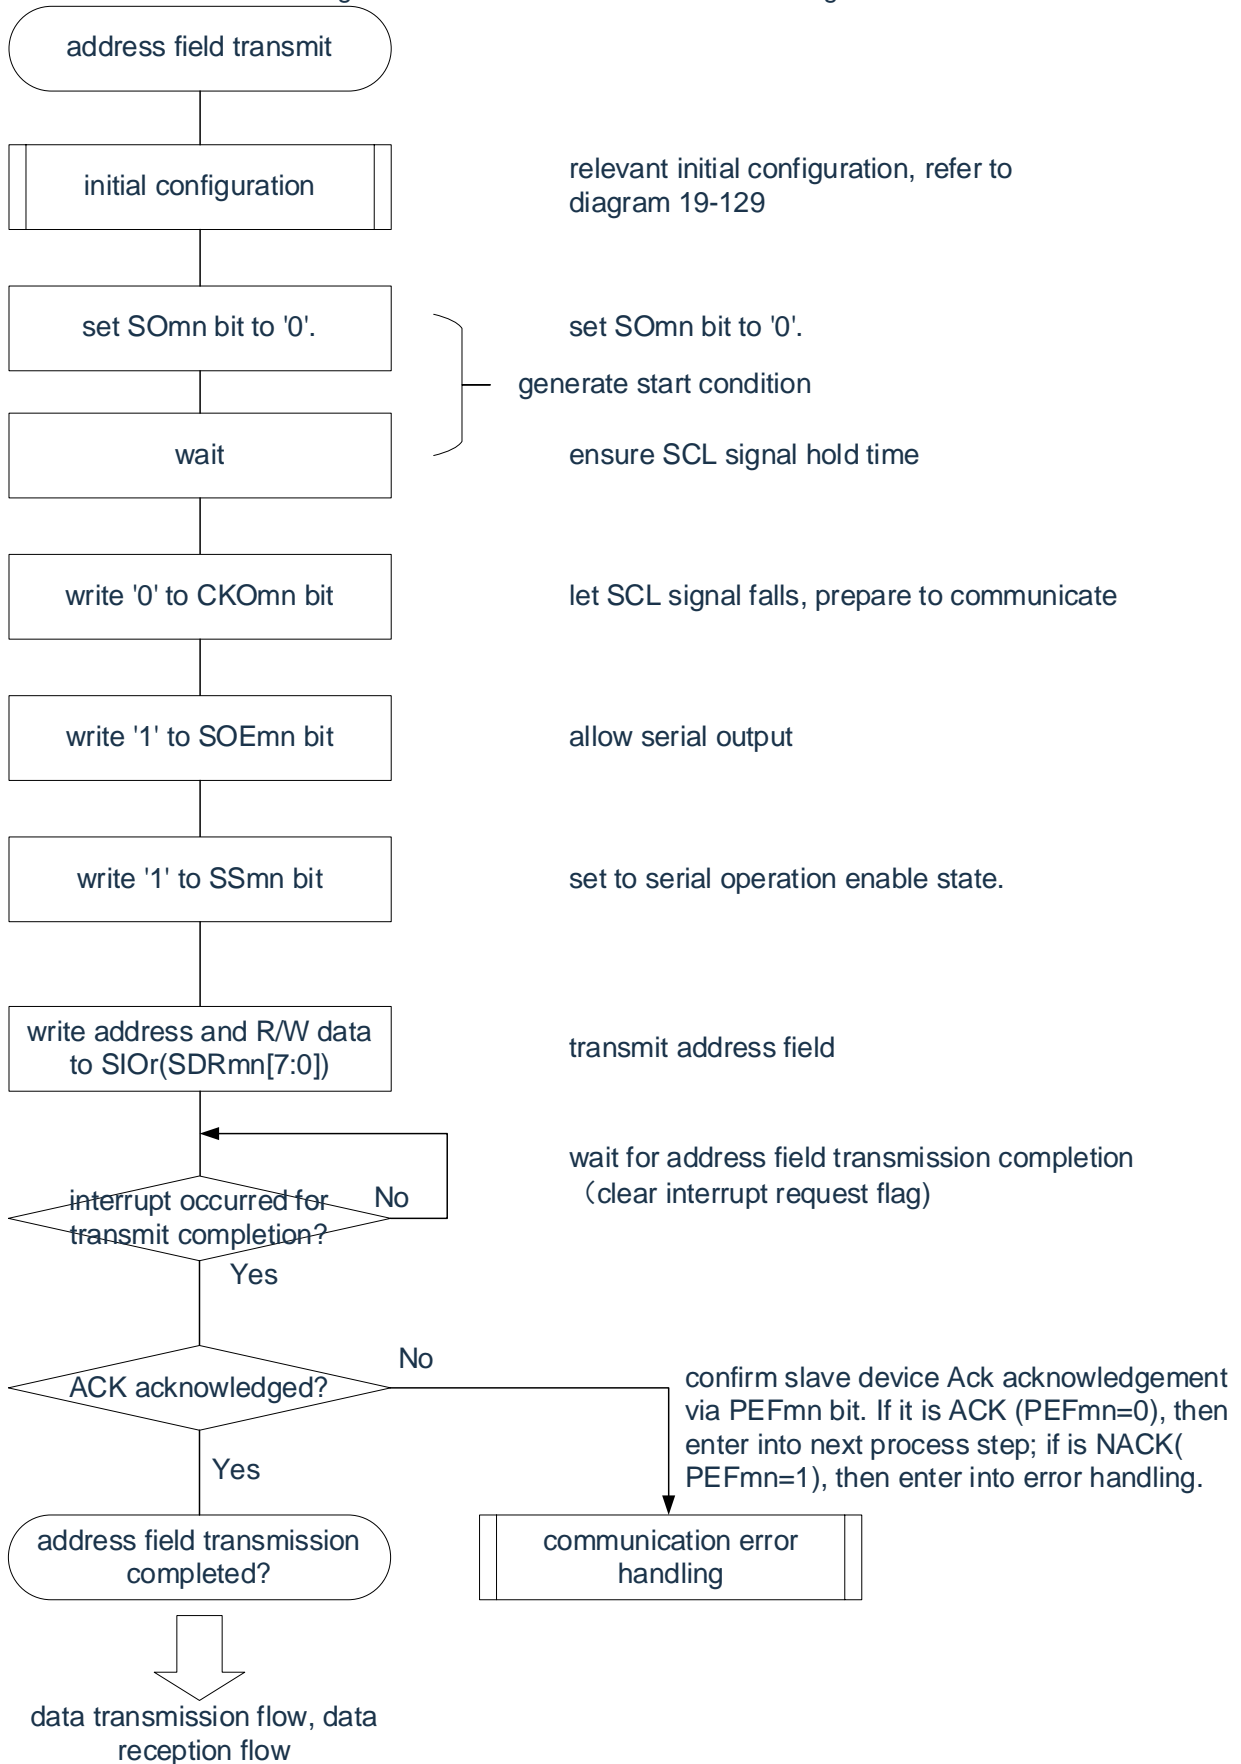 address field transmit
initial configuration
relevant initial configuration, refer to
diagram 19-129
set SOmn bit to '0'.
set SOmn bit to '0'.
generate start condition
wait
ensure SCL signal hold time
write '0' to CKOmn bit
let SCL signal falls, prepare to communicate
write '1' to SOEmn bit
allow serial output
write '1' to SSmn bit
set to serial operation enable state.
write address and R/W data
to SIOr(SDRmn[7:0])
transmit address field
wait for address field transmission completion
（clear interrupt request flag)
interrupt occurred for
transmit completion?
No
Yes
ACK acknowledged?
No
confirm slave device Ack acknowledgement
via PEFmn bit. If it is ACK (PEFmn=0), then
enter into next process step; if is NACK(
PEFmn=1), then enter into error handling.
Yes
address field transmission
completed?
communication error
handling
data transmission flow, data
reception flow